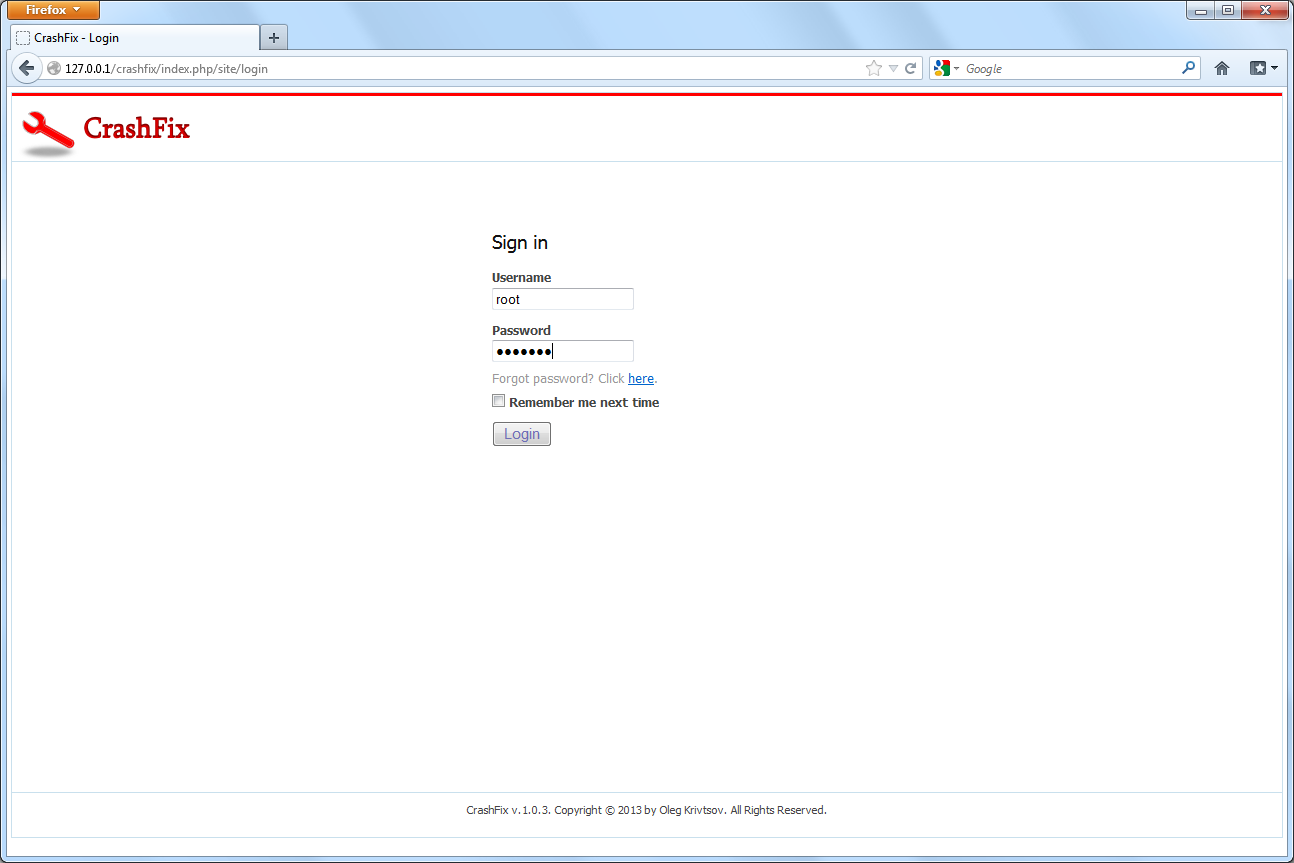 Firefox
CrashFix - Login
127.0.0.1/crashfix/index.php/site/login
Google
CrashFix
Sign in
Username
root
Password
•••••••
Forgot password? Click here.
Remember me next time
Login
CrashFix v.1.0.3. Copyright © 2013 by Oleg Krivtsov. All Rights Reserved.